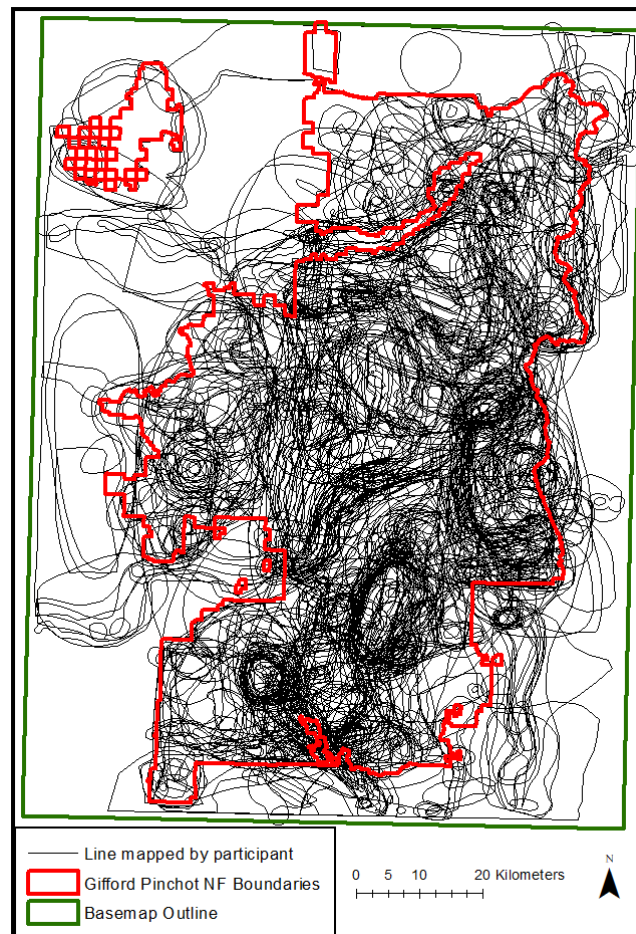 Line mapped by participant
Gifford Pinchot NF Boundaries
Basemap Outline
0 5 10 20 Kilometers
N